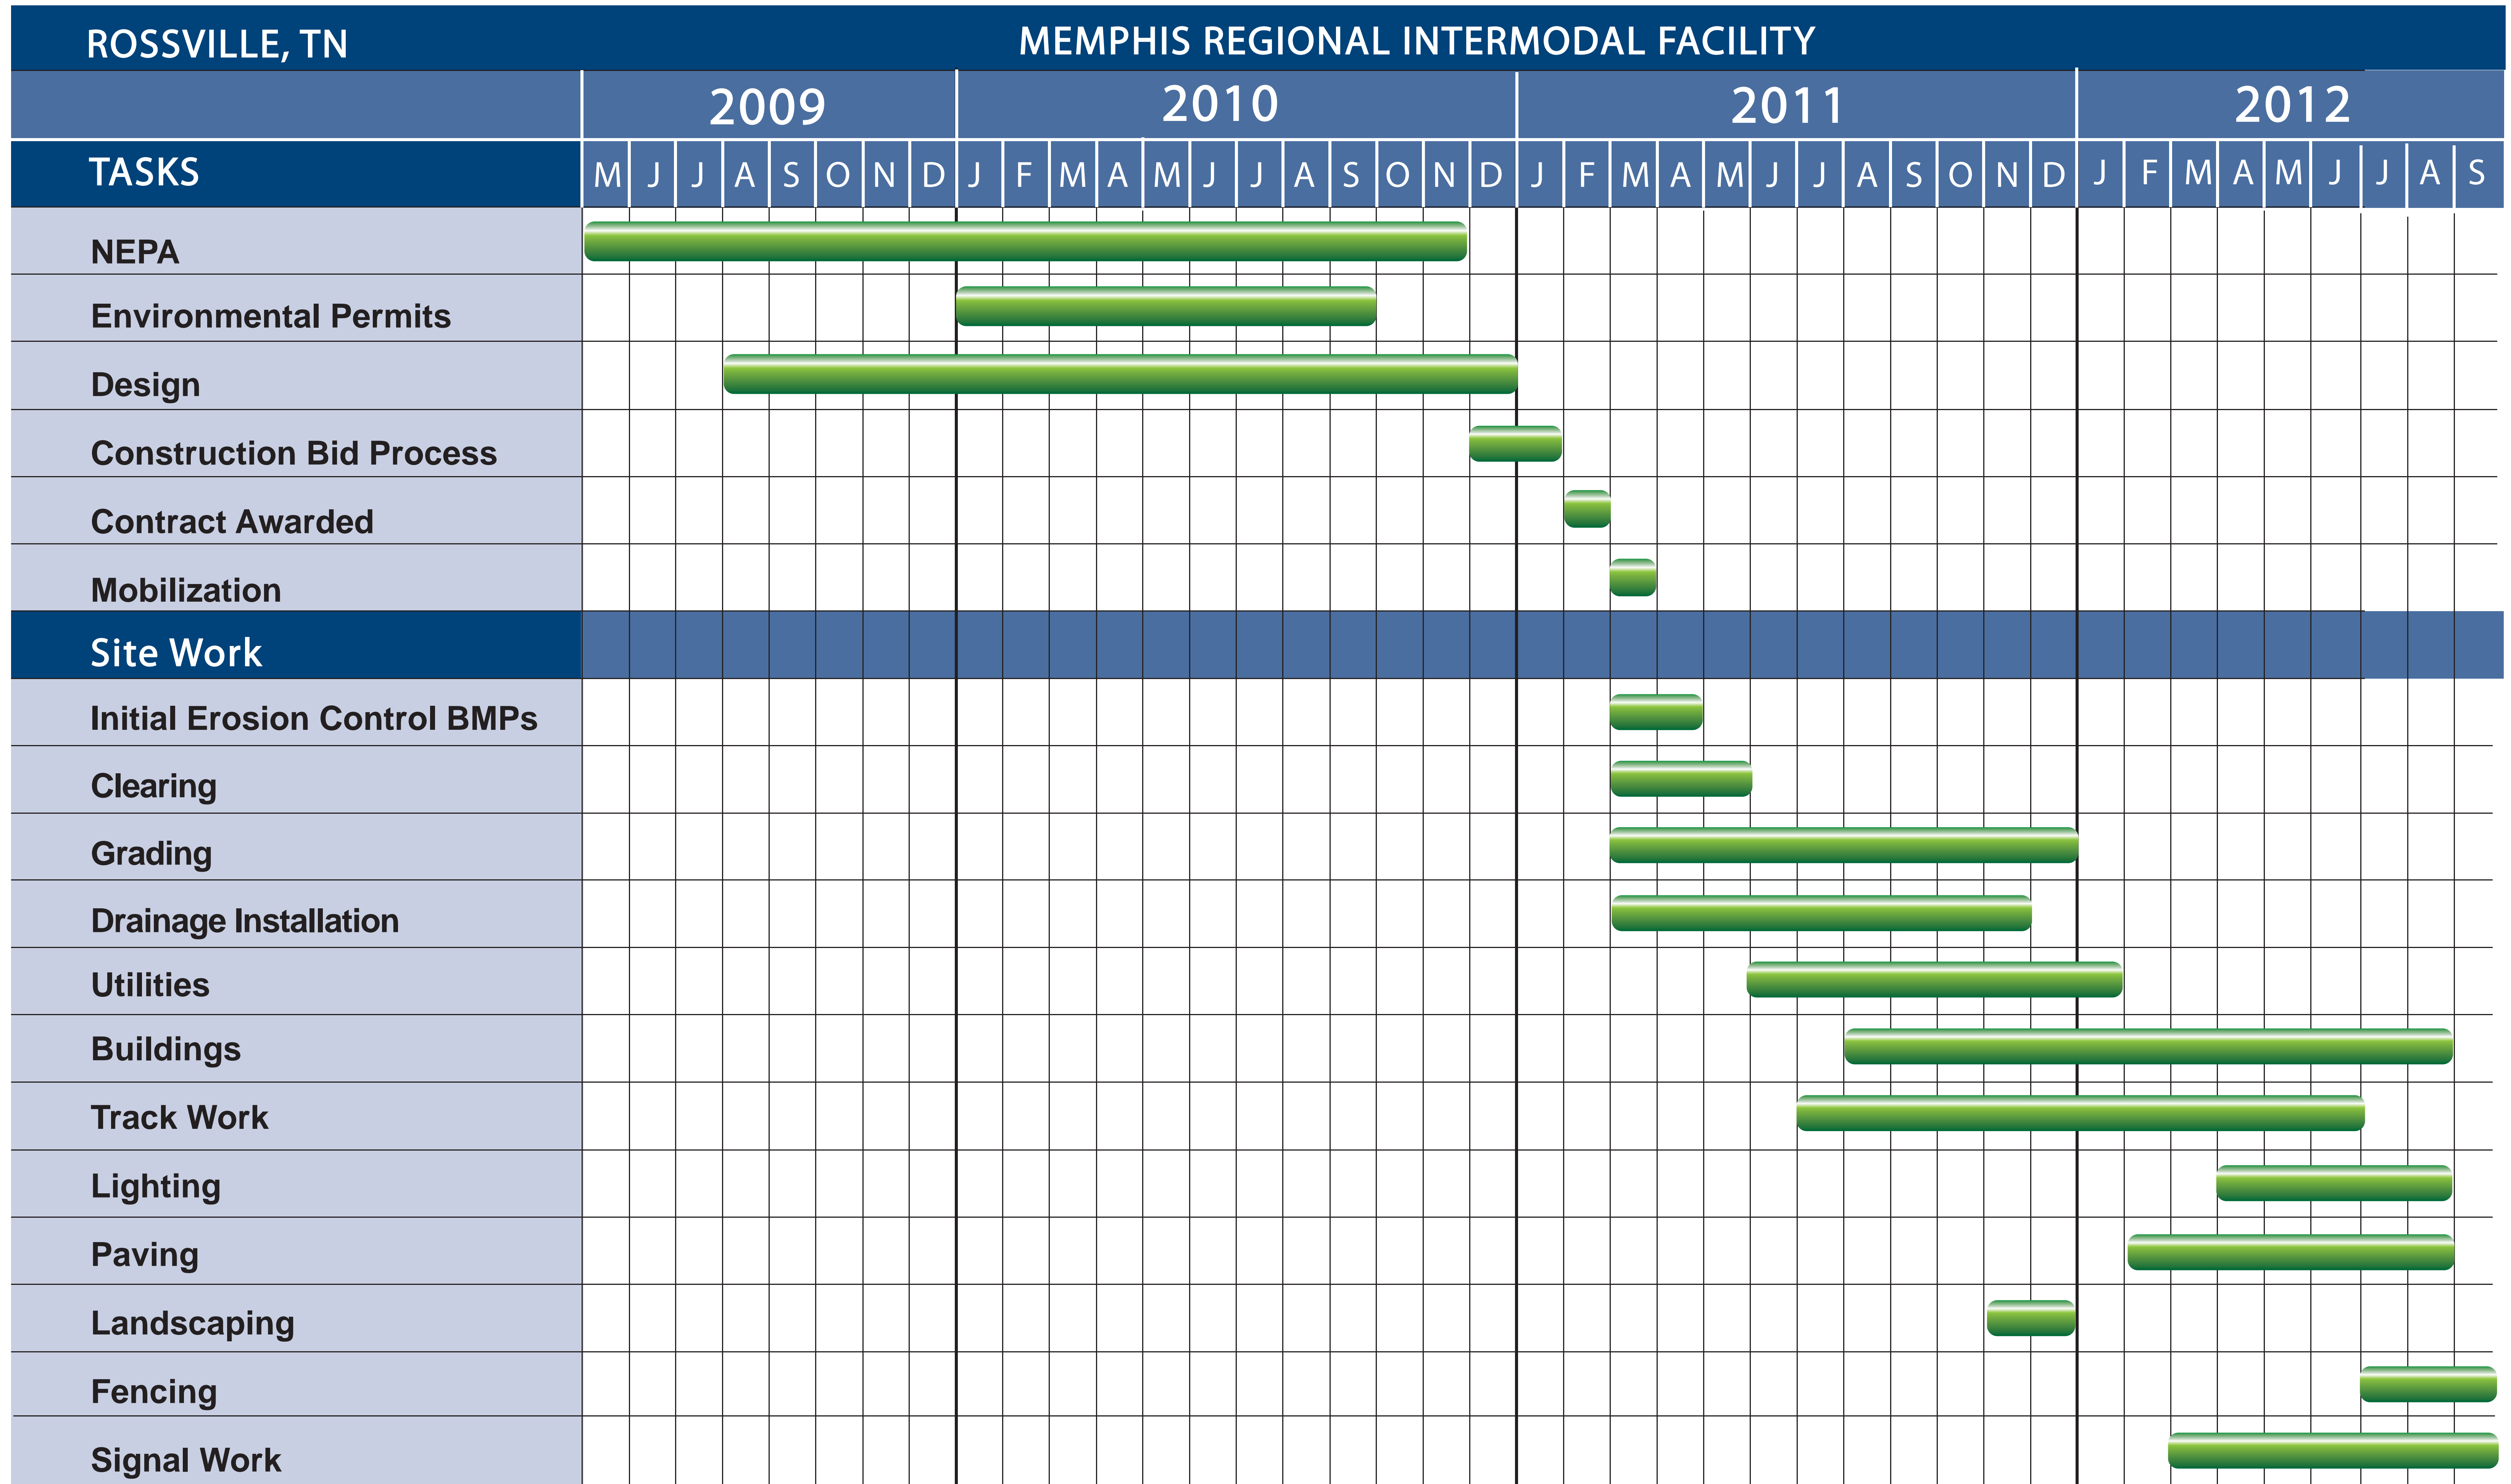 ROSSVILLE, TN MEMPHIS REGIONAL INTERMODAL FACILITY
2009 2010 2011 2012
TASKS M J J A S O N D J F M A M J J A S O N D J F M A M J J A S O N D J F M A M J J A S
NEPA
Environmental Permits
Design
Construction Bid Process
Contract Awarded
Mobilization
Site Work
Initial Erosion Control BMPs
Clearing
Grading
Drainage Installation
Utilities
Buildings
Track Work
Lighting
Paving
Landscaping
Fencing
Signal Work